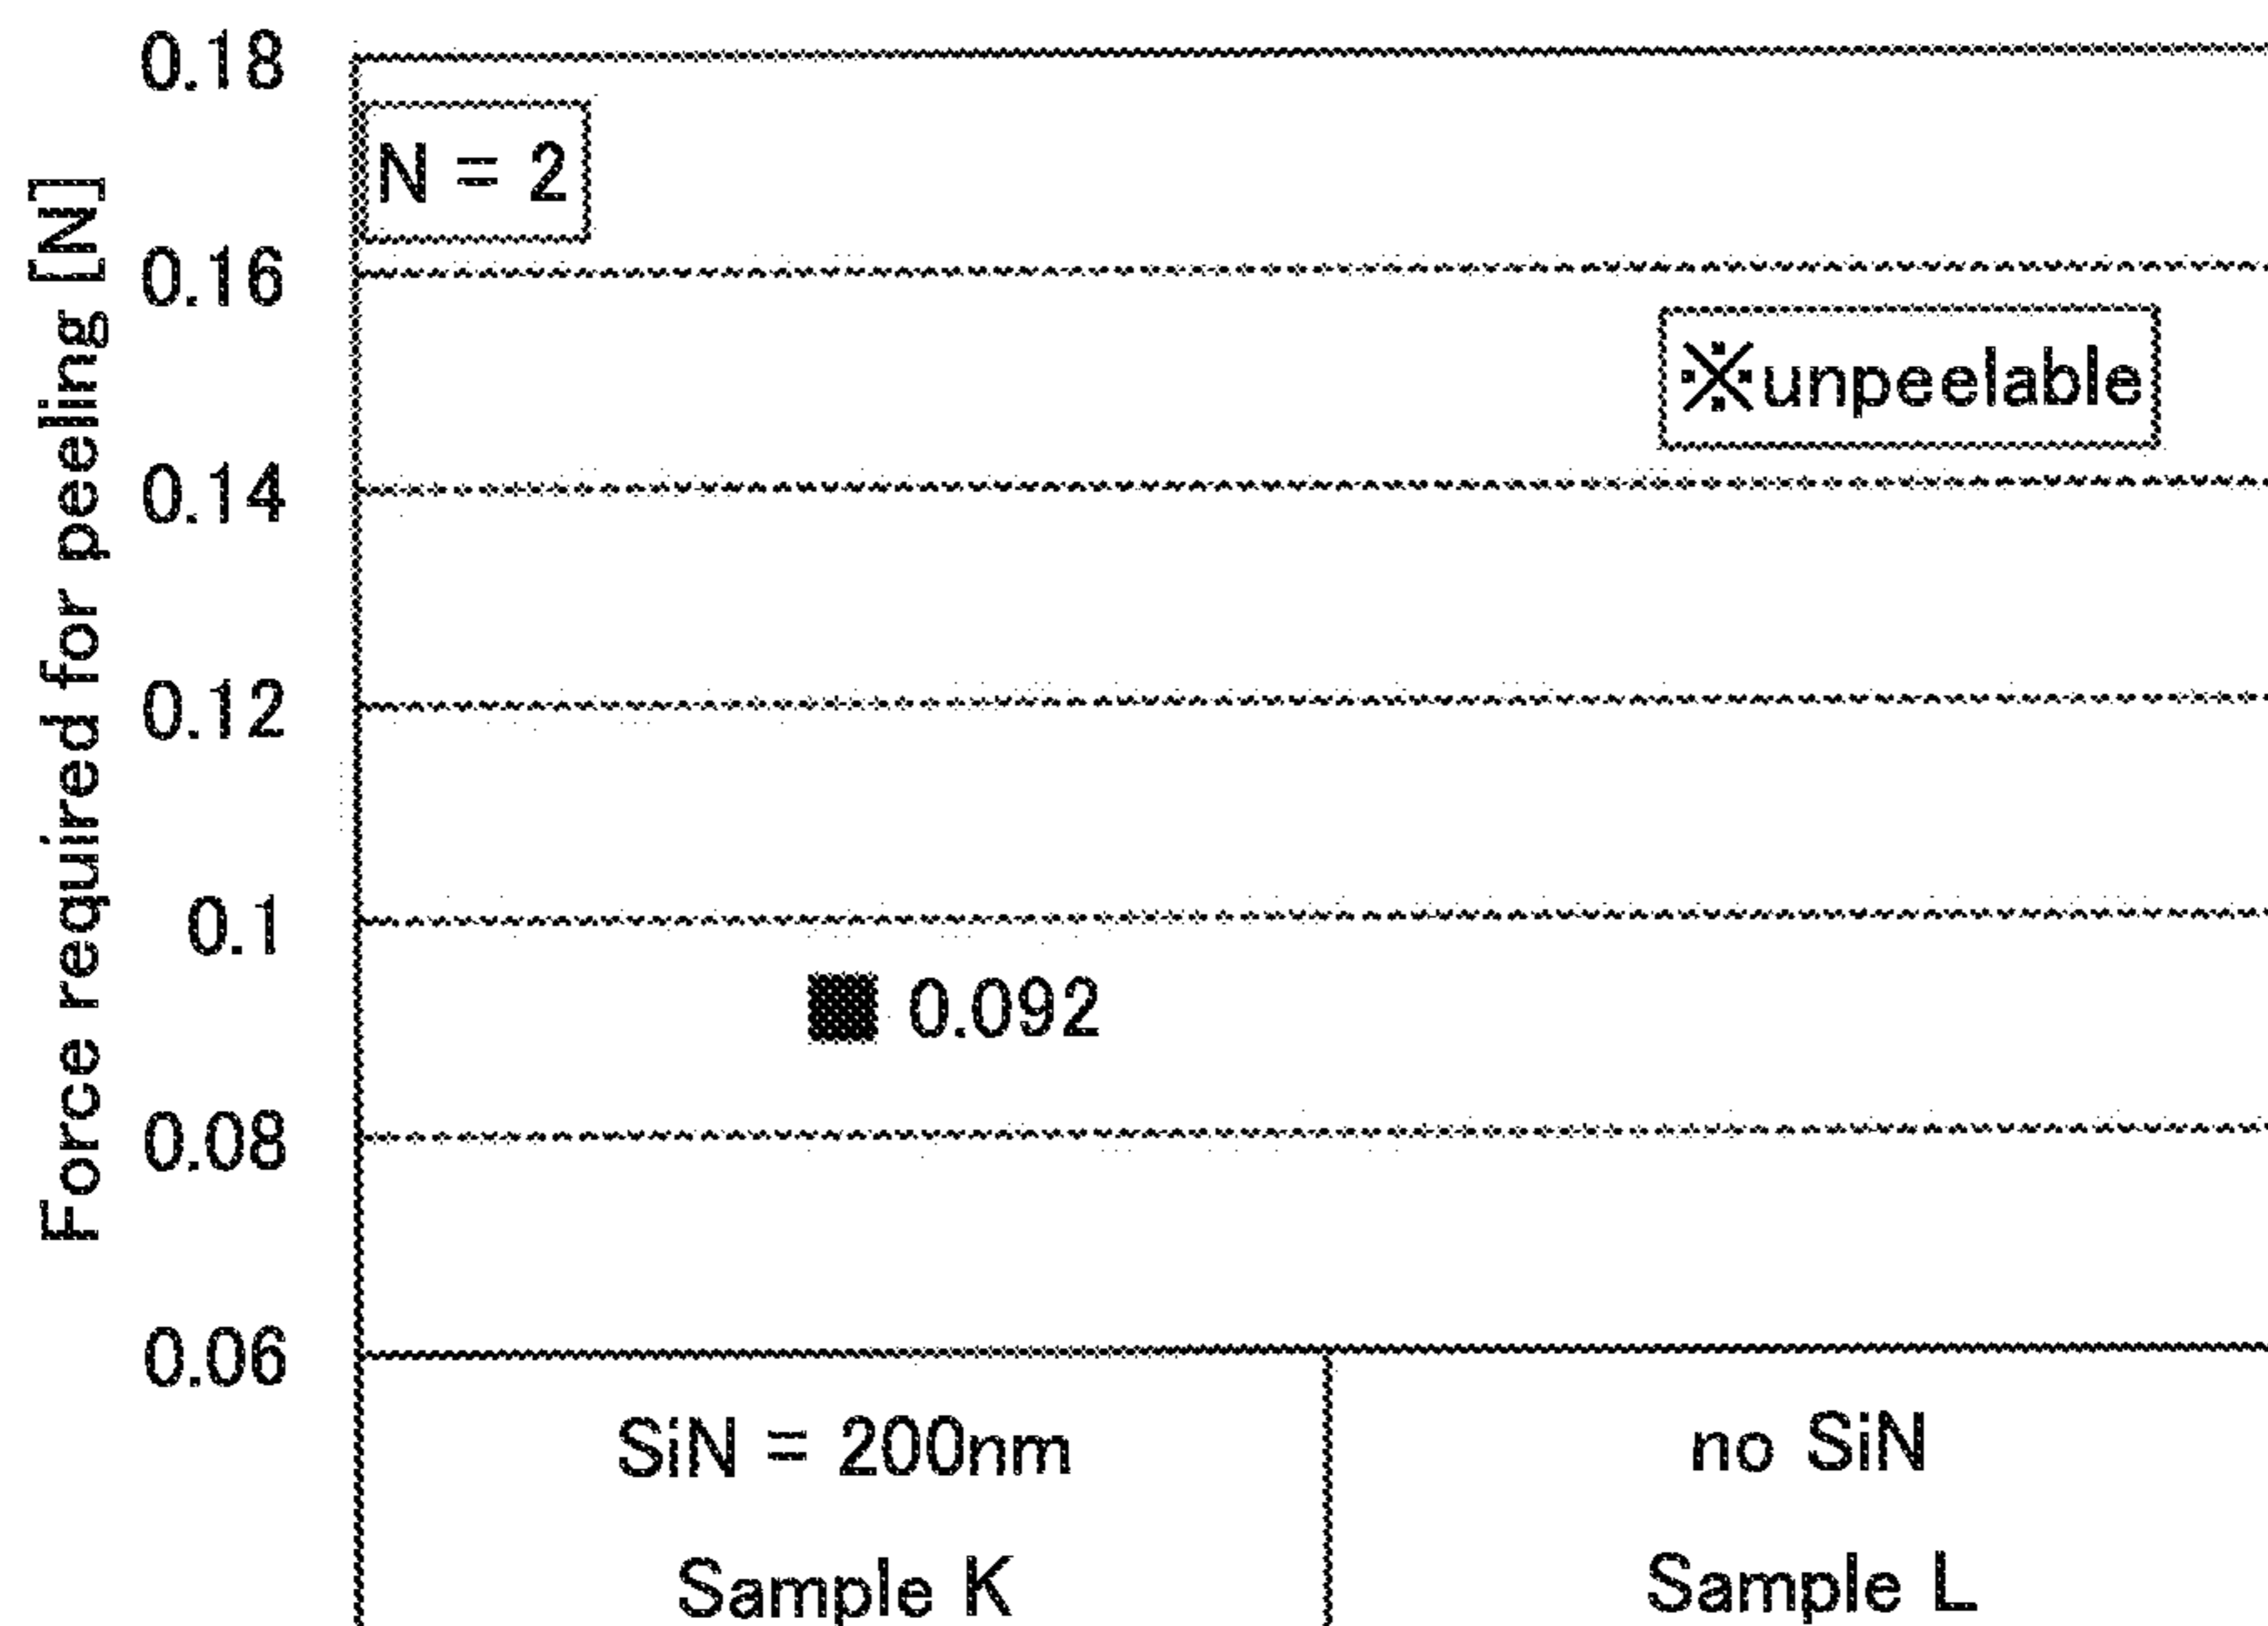 Force required for peeling [N]
0.18
0.16
0.14
0.12
0.1
0.08
0.06
N = 2
※unpeelable
0.092
SiN = 200nm
Sample K
no SiN
Sample L